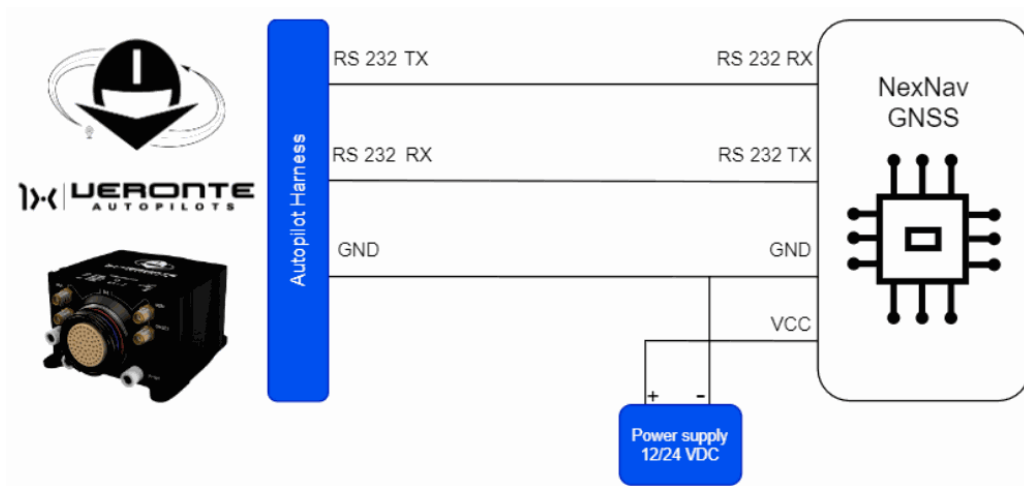 RS 232 TX
RS 232 RX
NexNav
GNSS
RS 232 RX
RS 232 TX
Autopilot Harness
VERONTE
AUTOPILOTS
GND
GND
VCC
+
-
Power supply
12/24 VDC